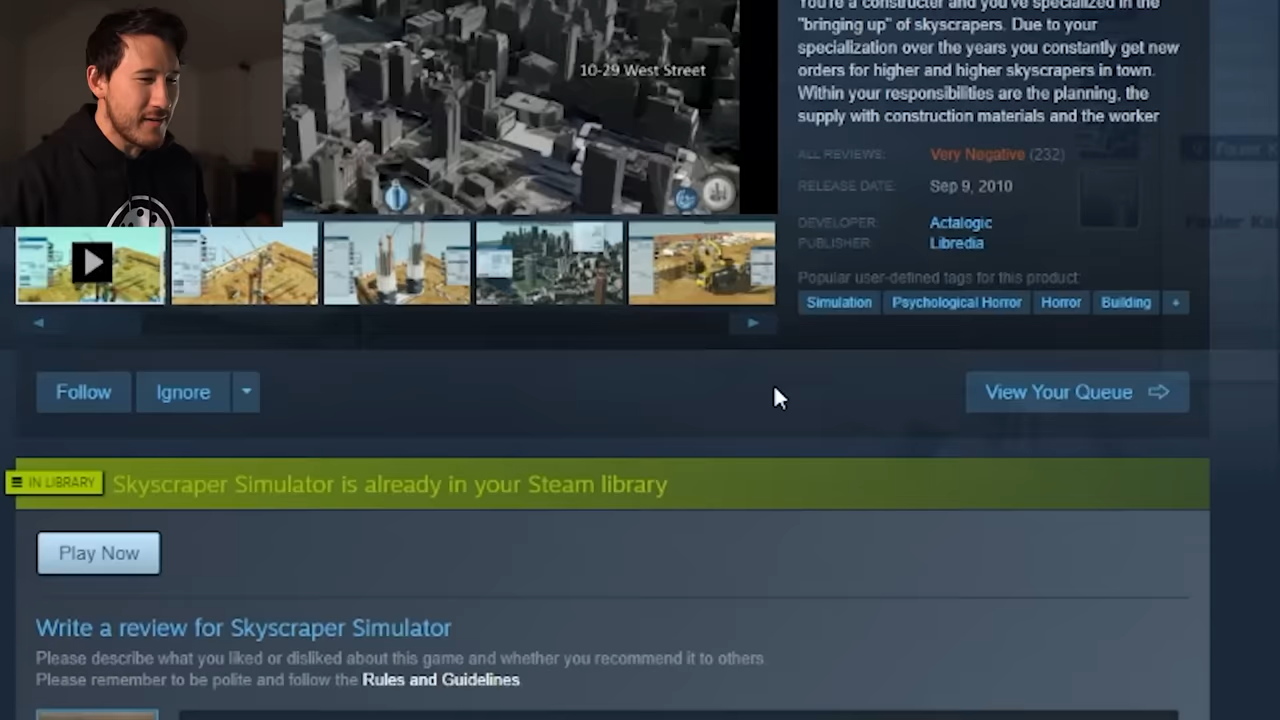 You're a constructer and you've specialized in the
"bringing up" of skyscrapers. Due to your
specialization over the years you constantly get new
orders for higher and higher skyscrapers in town.
Within your responsibilities are the planning, the
supply with construction materials and the worker
10-29 West Street
ALL REVIEWS: Very Negative (232)
RELEASE DATE: Sep 9, 2010
DEVELOPER: Actalogic
PUBLISHER: Libredia
Popular user-defined tags for this product:
Simulation Psychological Horror Horror Building +
Follow Ignore View Your Queue
IN LIBRARY Skyscraper Simulator is already in your Steam library
Play Now
Write a review for Skyscraper Simulator
Please describe what you liked or disliked about this game and whether you recommend it to others.
Please remember to be polite and follow the Rules and Guidelines.